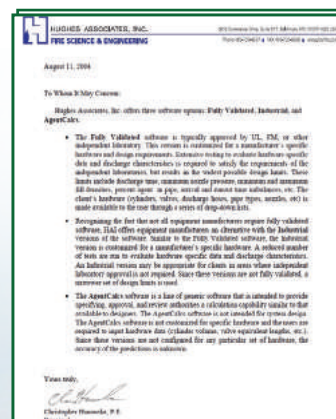 HUGHES ASSOCIATES, INC.
FIRE SCIENCE & ENGINEERING
August 11, 2004
To Whom It May Concern:
Hughes Associates, Inc. offers three software options: Fully Validated, Industrial, and
AgentCalcs.
• The Fully Validated software is typically approved by UL, FM, or other
independent laboratory. This version is customized for a manufacturer's specific
hardware and design requirements. Extensive testing to evaluate hardware specific
data and discharge characteristics is required to satisfy the requirements of the
independent laboratories, but results in the widest possible design limits. These
limits include discharge time, minimum nozzle pressure, minimum and maximum
fill densities, percent agent in pipe, arrival and runout time imbalances, etc. The
client's hardware (cylinders, valves, discharge hoses, pipe types, nozzles, etc) is
made available to the user through a series of drop-down lists.
• Recognizing the fact that not all equipment manufacturers require fully validated
software, HAI offers equipment manufacturers an alternative with the Industrial
versions of the software. Similar to the Fully Validated software, the industrial
version is customized for a manufacturer's specific hardware. A reduced number
of tests are run to evaluate hardware specific data and discharge characteristics.
An Industrial version may be appropriate for clients in areas where independent
laboratory approval is not required. Since these versions are not fully validated, a
narrower set of design limits is used.
• The AgentCalcs software is a line of generic software that is intended to provide
specifying, approval, and review authorities a calculation capability similar to that
available to designers. The AgentCalcs software is not intended for system design.
The AgentCalcs software is not customized for specific hardware and the users are
required to input hardware data (cylinder volume, valve equivalent lengths, etc.).
Since these versions are not configured for any particular set of hardware, the
accuracy of the predictions is unknown.
Yours truly,
Christopher P.E.